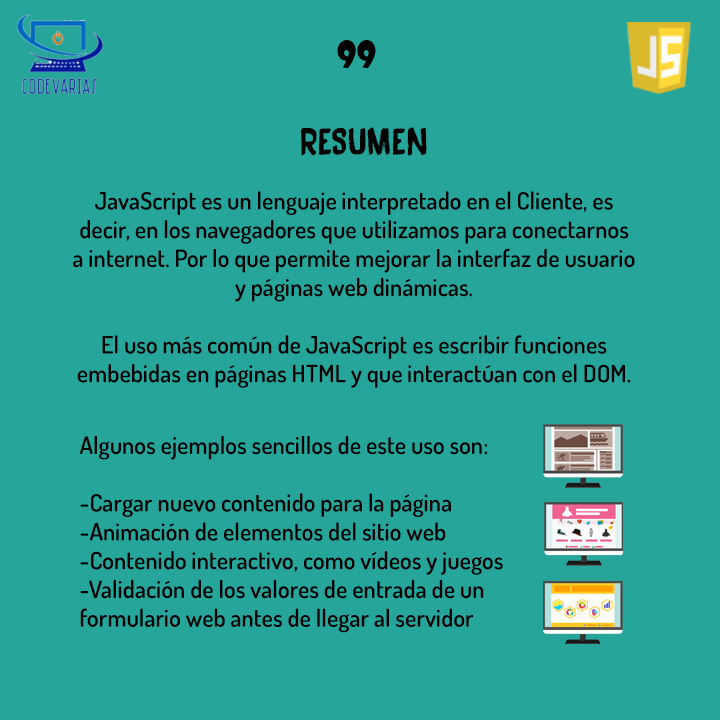 CODEVARIAS
99
JS
RESUMEN
JavaScript es un lenguaje interpretado en el Cliente, es
decir, en los navegadores que utilizamos para conectarnos
a internet. Por lo que permite mejorar la interfaz de usuario
y páginas web dinámicas.
El uso más común de JavaScript es escribir funciones
embebidas en páginas HTML y que interactúan con el DOM.
Algunos ejemplos sencillos de este uso son:
-Cargar nuevo contenido para la página
-Animación de elementos del sitio web
-Contenido interactivo, como vídeos y juegos
-Validación de los valores de entrada de un
formulario web antes de llegar al servidor